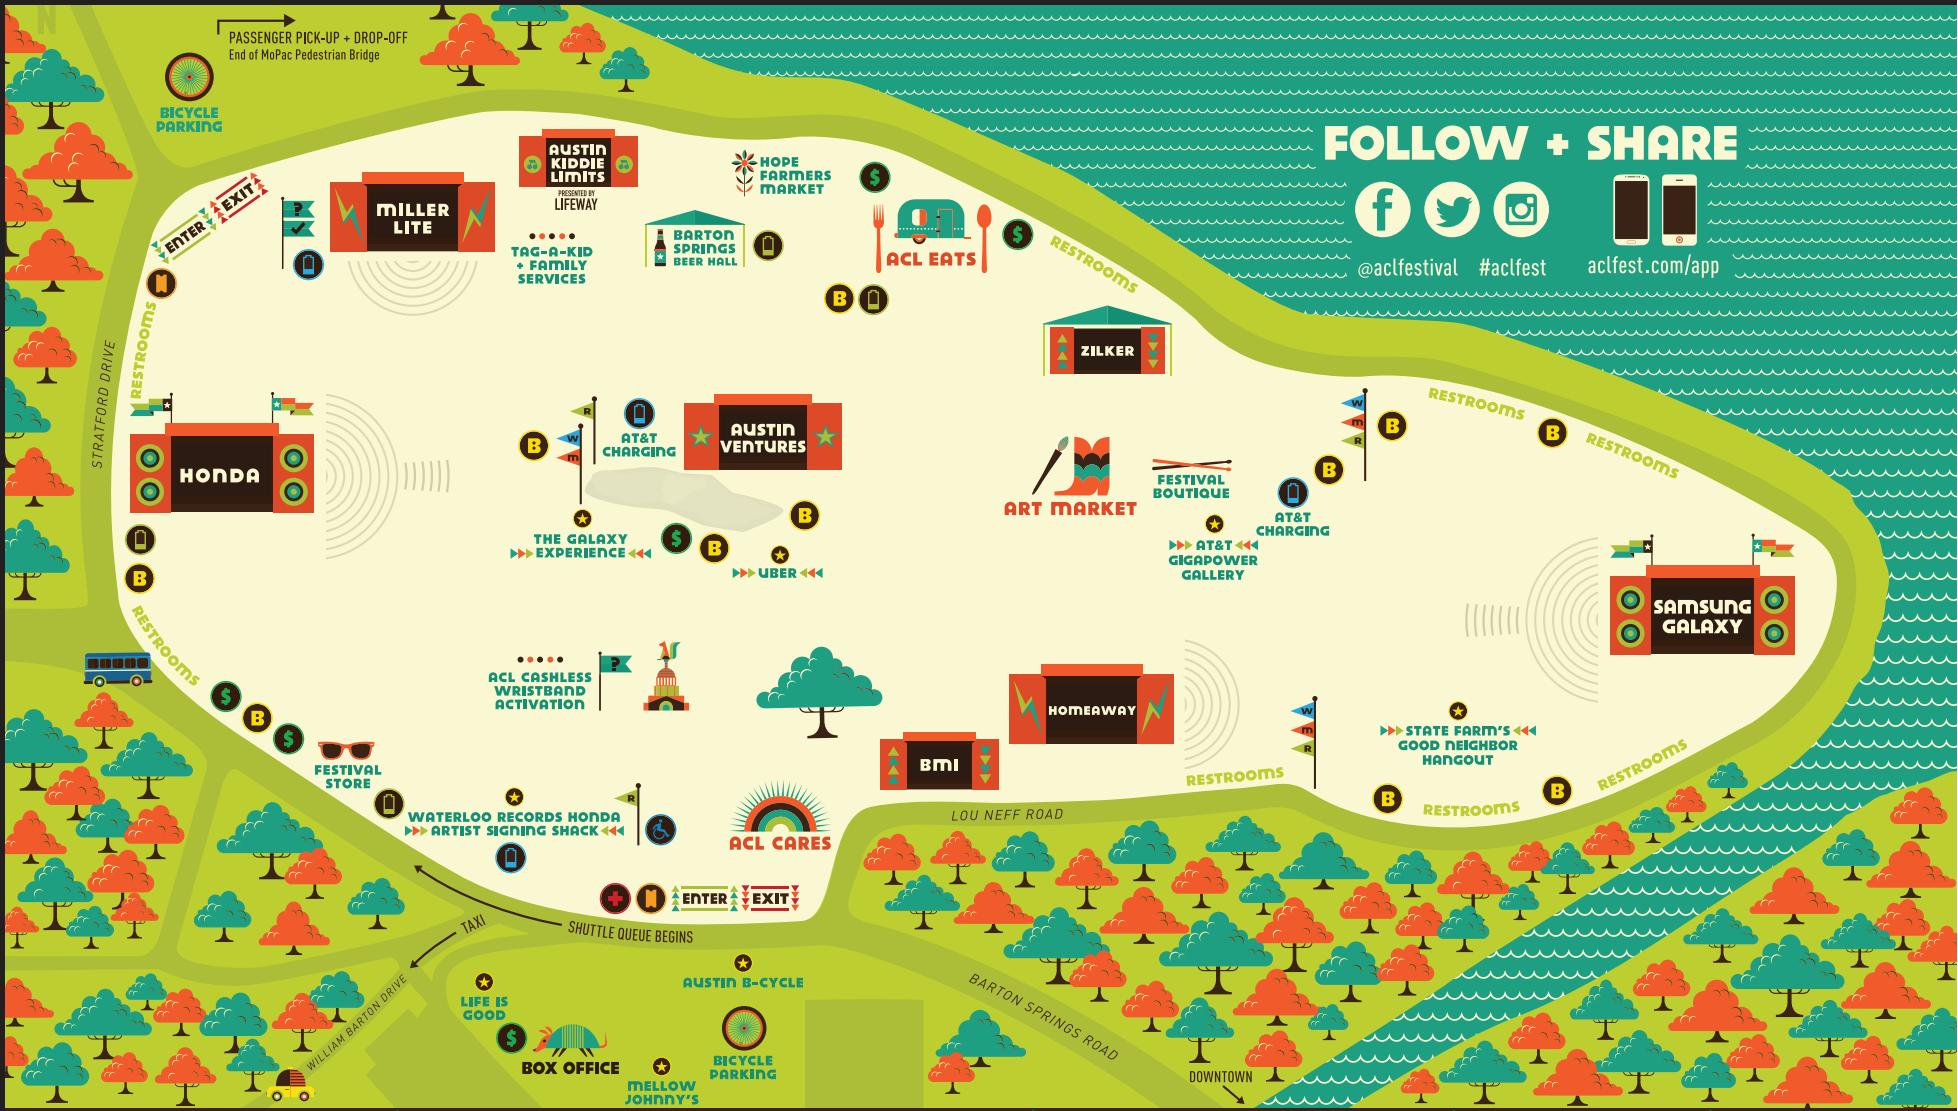 N
PASSENGER PICK-UP + DROP-OFF
End of MoPac Pedestrian Bridge
BICYCLE
PARKING
FOLLOW + SHARE
@aclfestival #aclfest
aclfest.com/app
ENTER
EXIT
?
MILLER
LITE
AUSTIN
KIDDIE
LIMITS
PRESENTED BY
LIFEWAY
TAG-A-KID
+ FAMILY
SERVICES
HOPE
FARMERS
MARKET
$
BARTON
SPRINGS
BEER HALL
ACL EATS
$
B
RESTROOMS
RESTROOMS
STRATFORD DRIVE
ZILKER
HONDA
R
W
M
B
AT&T
CHARGING
AUSTIN
VENTURES
THE GALAXY
EXPERIENCE
$
B
B
UBER
ART MARKET
FESTIVAL
BOUTIQUE
AT&T
GIGAPOWER
GALLERY
AT&T
CHARGING
B
W
M
R
B
RESTROOMS
B
RESTROOMS
SAMSUNG
GALAXY
B
RESTROOMS
$
B
$
FESTIVAL
STORE
ACL CASHLESS
WRISTBAND
ACTIVATION
?
HOMEAWAY
BMI
W
M
R
STATE FARM'S
GOOD NEIGHBOR
HANGOUT
RESTROOMS
B
RESTROOMS
B
RESTROOMS
WATERLOO RECORDS HONDA
ARTIST SIGNING SHACK
R
ACL CARES
LOU NEFF ROAD
ENTER
EXIT
SHUTTLE QUEUE BEGINS
TAXI
WILLIAM BARTON DRIVE
LIFE IS
GOOD
$
BOX OFFICE
AUSTIN B-CYCLE
BICYCLE
PARKING
MELLOW
JOHNNY'S
BARTON SPRINGS ROAD
DOWNTOWN